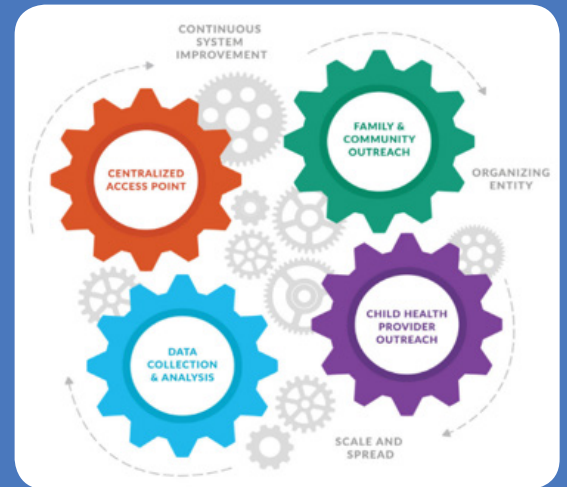 CONTINUOUS
SYSTEM
IMPROVEMENT
FAMILY &
COMMUNITY
OUTREACH
CENTRALIZED
ACCESS POINT
ORGANIZING
ENTITY
CHILD HEALTH
PROVIDER
OUTREACH
DATA
COLLECTION
& ANALYSIS
SCALE AND
SPREAD